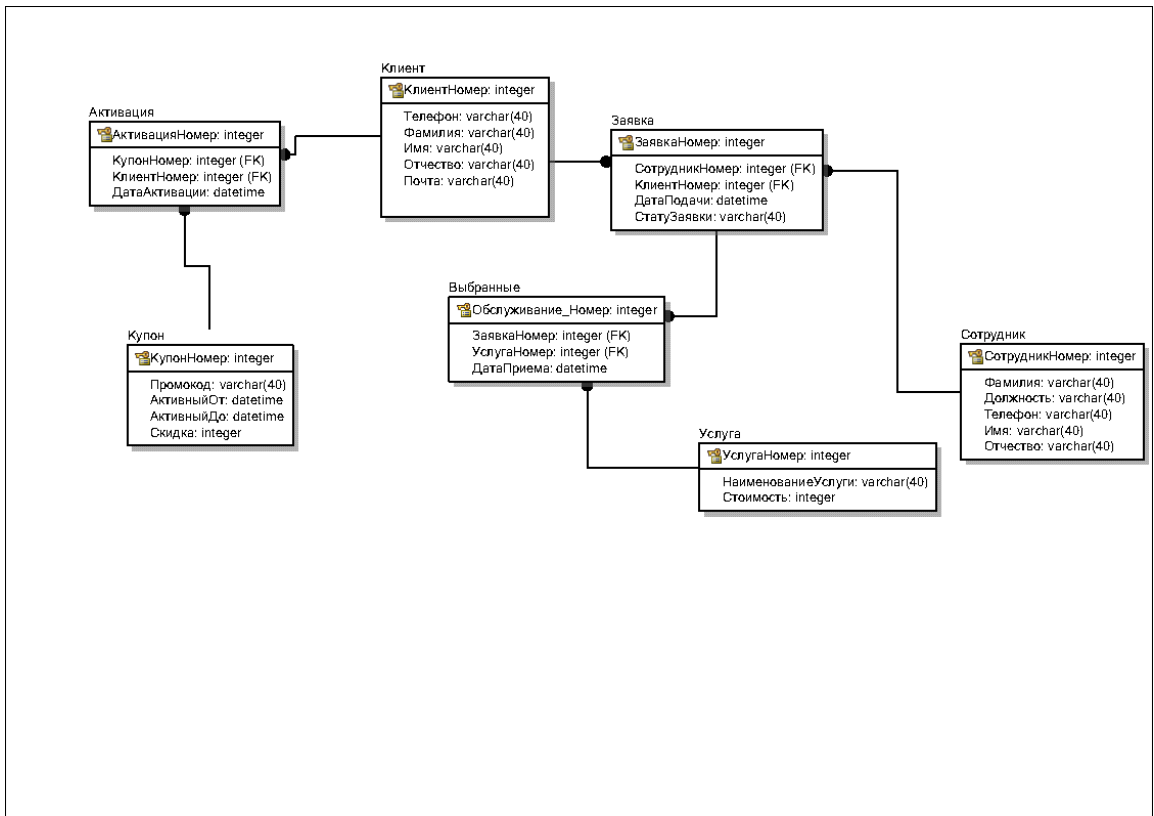 Клиент
КлиентНомер: integer
Телефон: varchar(40)
Фамилия: varchar(40)
Имя: varchar(40)
Отчество: varchar(40)
Почта: varchar(40)
Активация
АктивацияНомер: integer
КупонНомер: integer (FK)
КлиентНомер: integer (FK)
ДатаАктивации: datetime
Заявка
ЗаявкаНомер: integer
СотрудникНомер: integer (FK)
КлиентНомер: integer (FK)
ДатаПодачи: datetime
СтатуЗаявки: varchar(40)
Выбранные
Обслуживание_Номер: integer
ЗаявкаНомер: integer (FK)
УслугаНомер: integer (FK)
ДатаПриема: datetime
Купон
КупонНомер: integer
Промокод: varchar(40)
АктивныйОт: datetime
АктивныйДо: datetime
Скидка: integer
Сотрудник
СотрудникНомер: integer
Фамилия: varchar(40)
Должность: varchar(40)
Телефон: varchar(40)
Имя: varchar(40)
Отчество: varchar(40)
Услуга
УслугаНомер: integer
НаименованиеУслуги: varchar(40)
Стоимость: integer